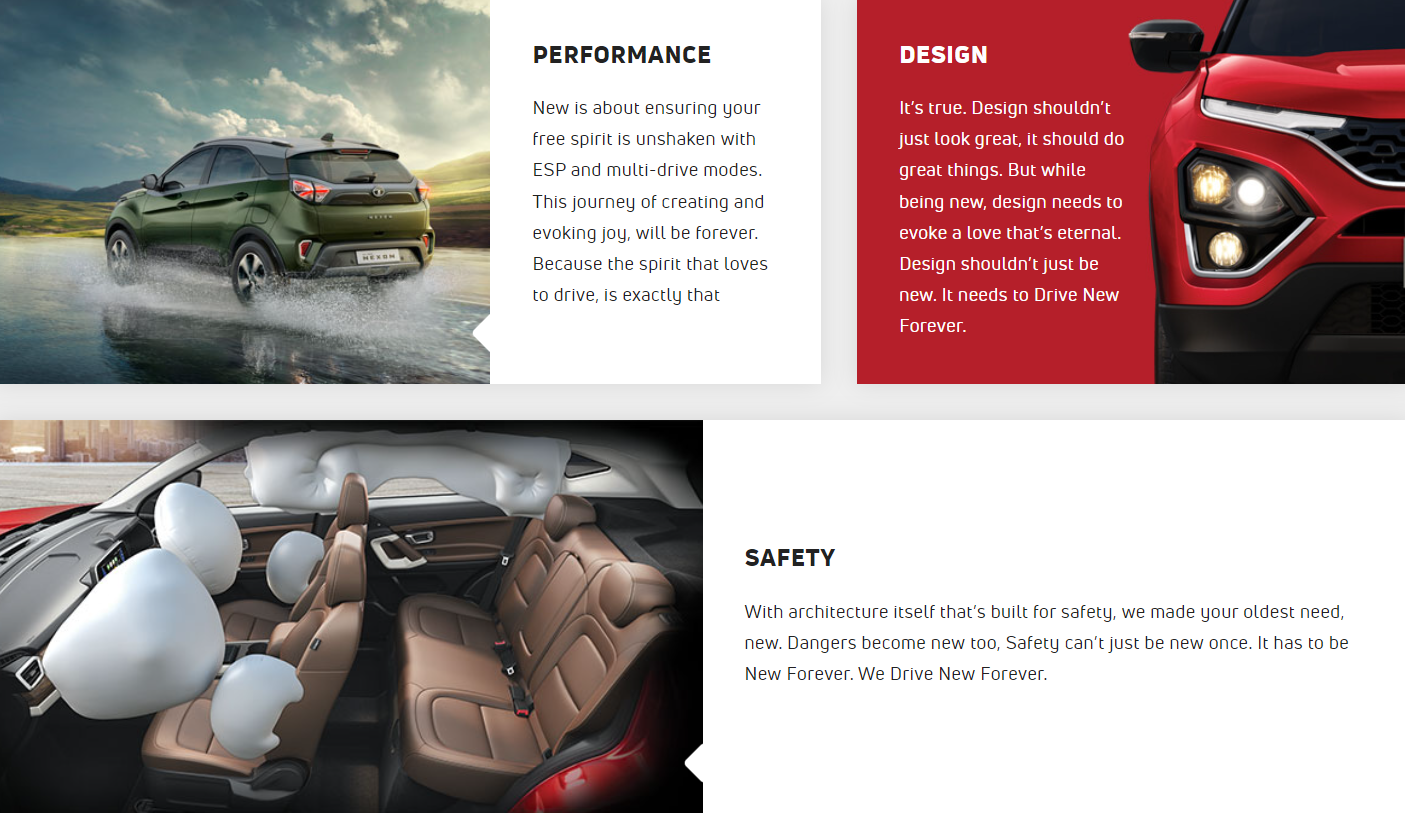 PERFORMANCE
New is about ensuring your
free spirit is unshaken with
ESP and multi-drive modes.
This journey of creating and
evoking joy, will be forever.
Because the spirit that loves
to drive, is exactly that
NEXON
NEXON
DESIGN
It’s true. Design shouldn’t
just look great, it should do
great things. But while
being new, design needs to
evoke a love that’s eternal.
Design shouldn’t just be
new. It needs to Drive New
Forever.
SAFETY
With architecture itself that’s built for safety, we made your oldest need,
new. Dangers become new too, Safety can’t just be new once. It has to be
New Forever. We Drive New Forever.